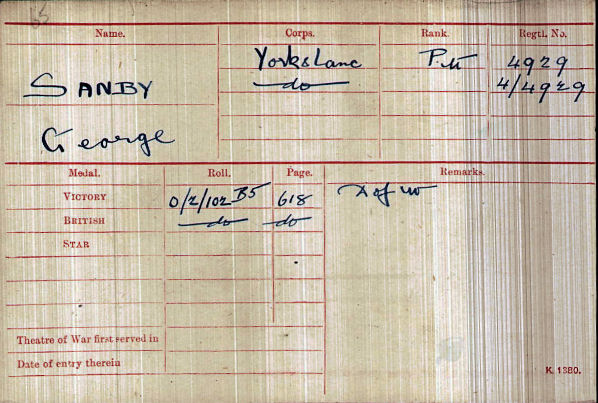 Name. Corps. Rank. Regtl. No.
Yorks Lanc Pte 4929
SANBY do 4/4929
George
Medal. Roll. Page. Remarks.
VICTORY O/2/102 B5 618 D of W
BRITISH do do
STAR
Theatre of War first served in
Date of entry therein
K. 1380.